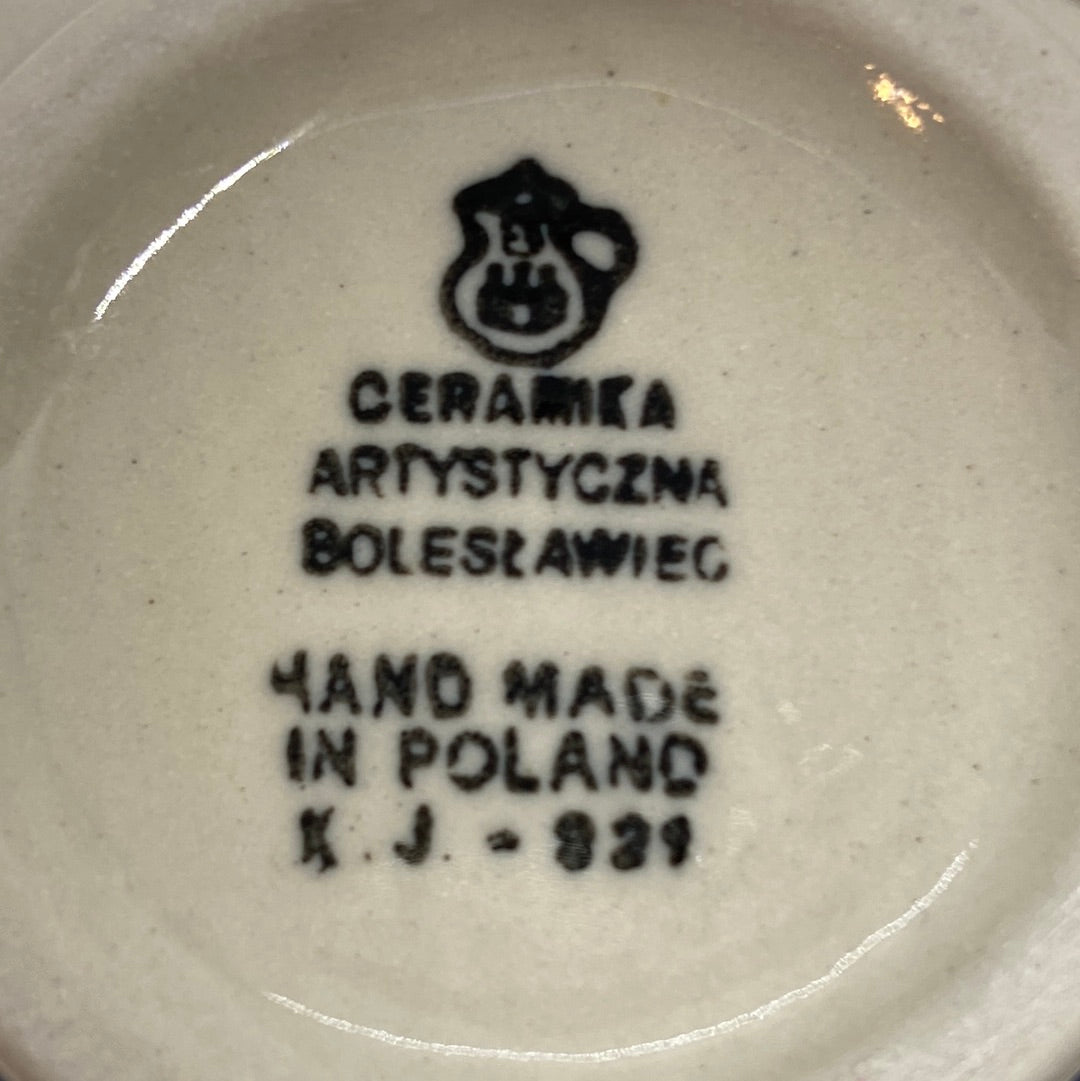 CERAMIKA
ARTYSTYCZNA
BOLESŁAWIEC
HAND MADE
IN POLAND
K.J. -